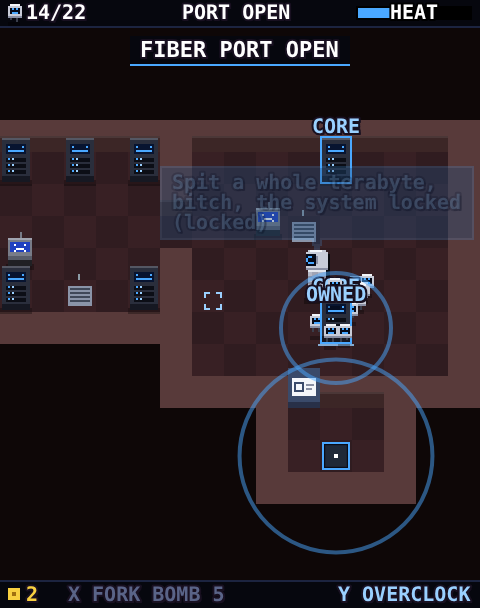 14/22
PORT OPEN
HEAT
FIBER PORT OPEN
CORE
Spit a whole terabyte,
bitch, the system locked
(locked)
OWNED
2
X FORK BOMB 5
Y OVERCLOCK